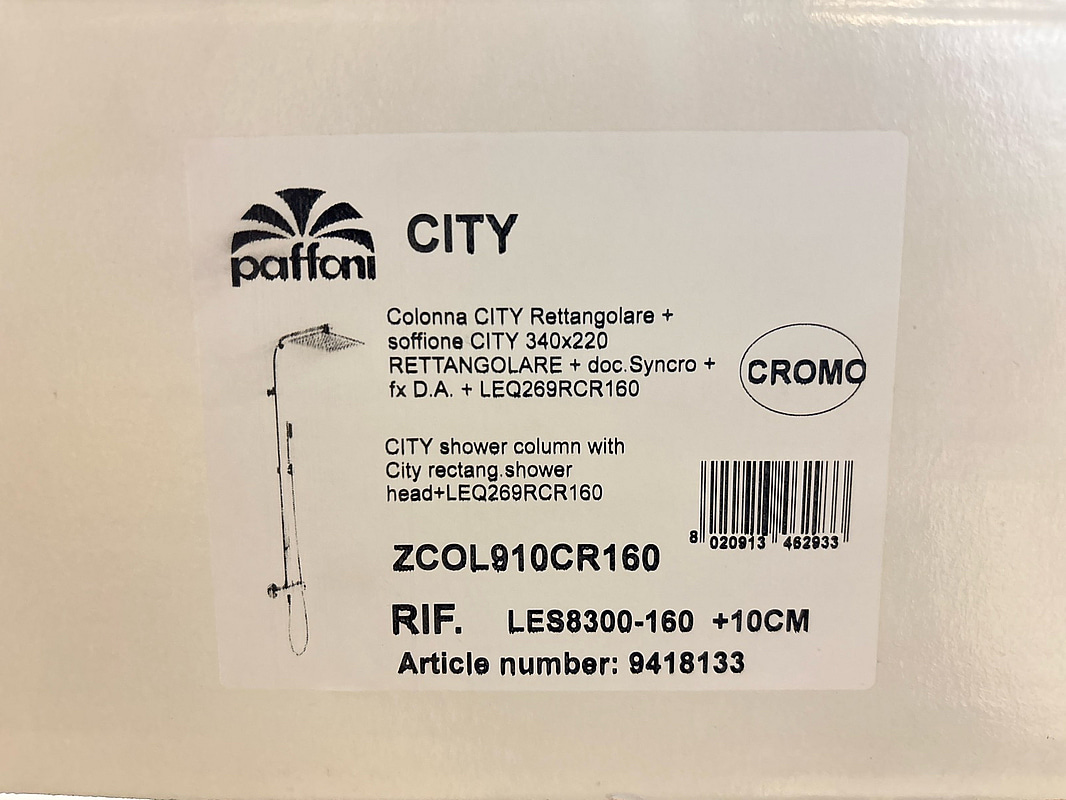 paffoni
CITY
Colonna CITY Rettangolare +
soffione CITY 340x220
RETTANGOLARE + doc.Syncro +
fx D.A. + LEQ269RCR160
CROMO
CITY shower column with
City rectang.shower
head+LEQ269RCR160
8 020913 462933
ZCOL910CR160
RIF. LES8300-160 +10CM
Article number: 9418133